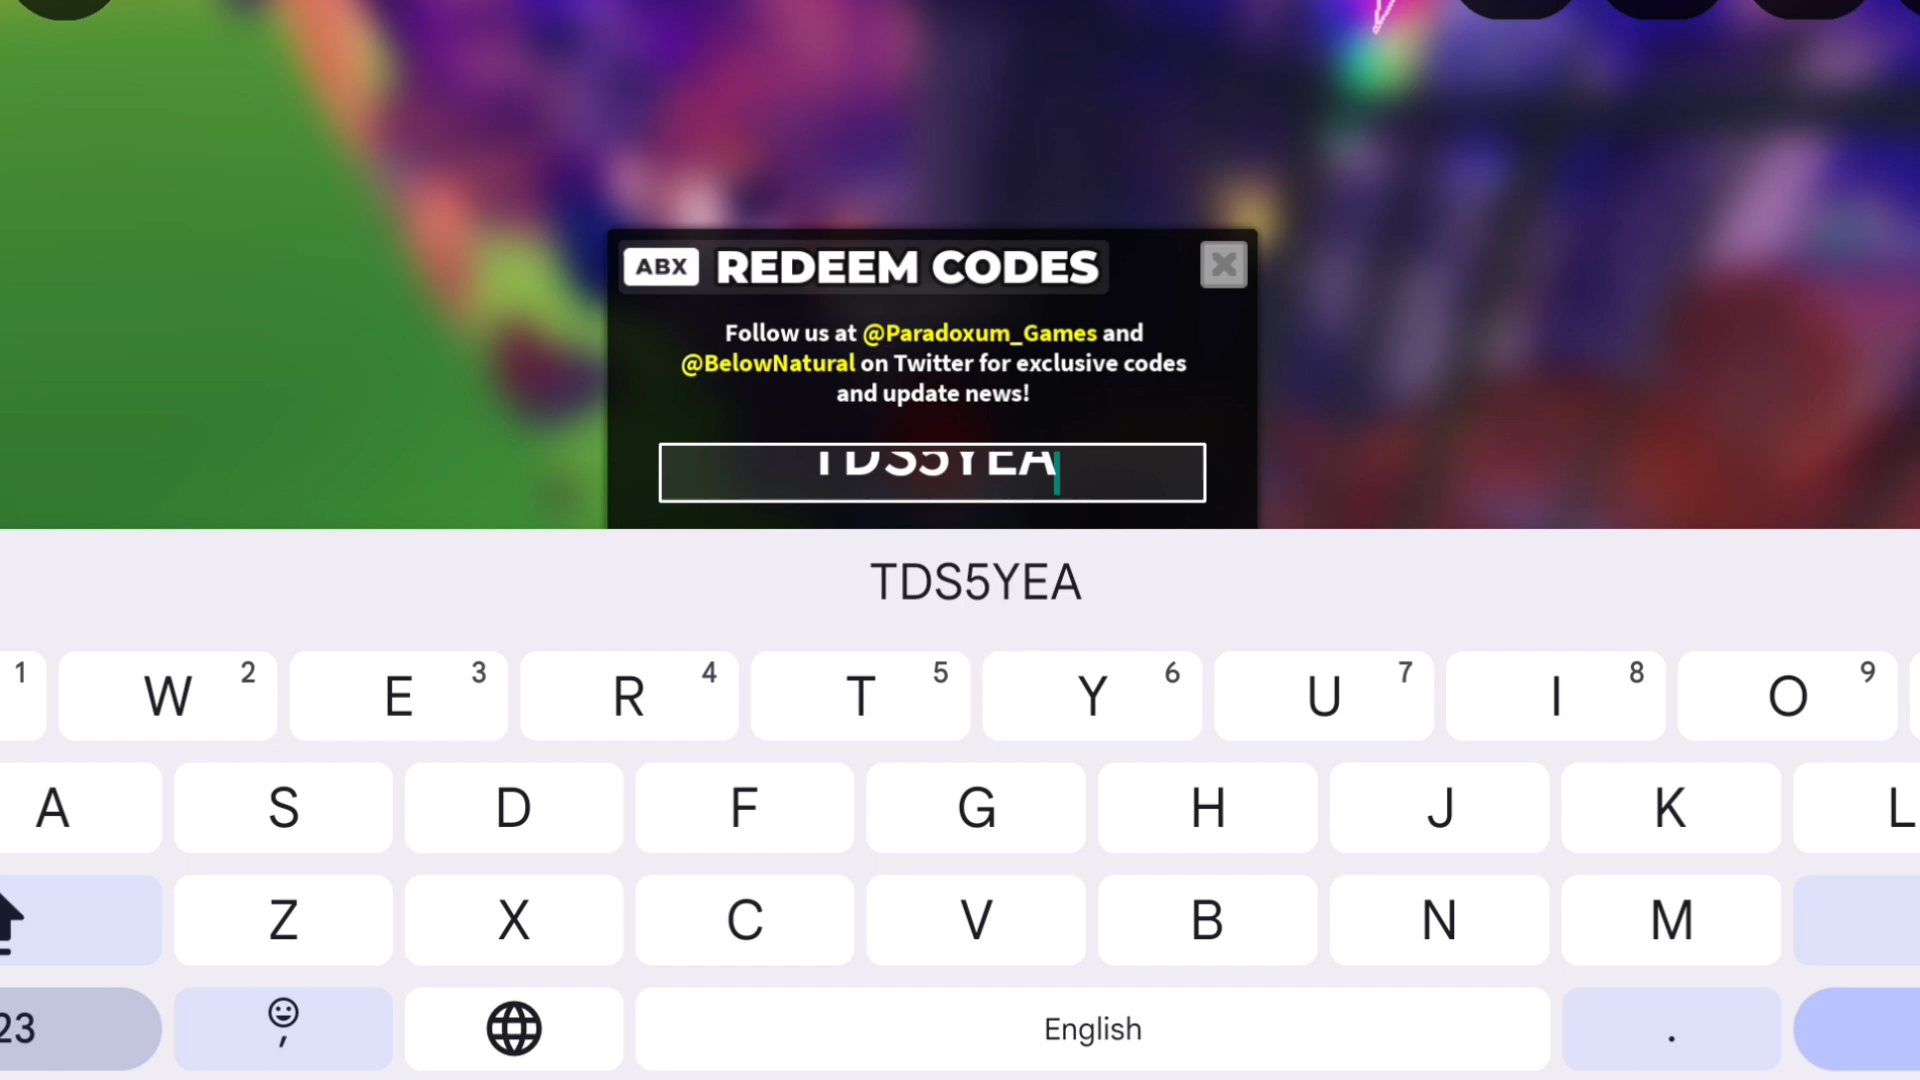 ABX REDEEM CODES
Follow us at @Paradoxum_Games and
@BelowNatural on Twitter for exclusive codes
and update news!
TDS5YEA
TDS5YEA
1 W 2 E 3 R 4 T 5 Y 6 U 7 I 8 O 9
A S D F G H J K L
Z X C V B N M
23 , English .